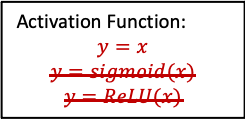 Activation Function:
y = x
y = sigmoid(x)
y = ReLU(x)